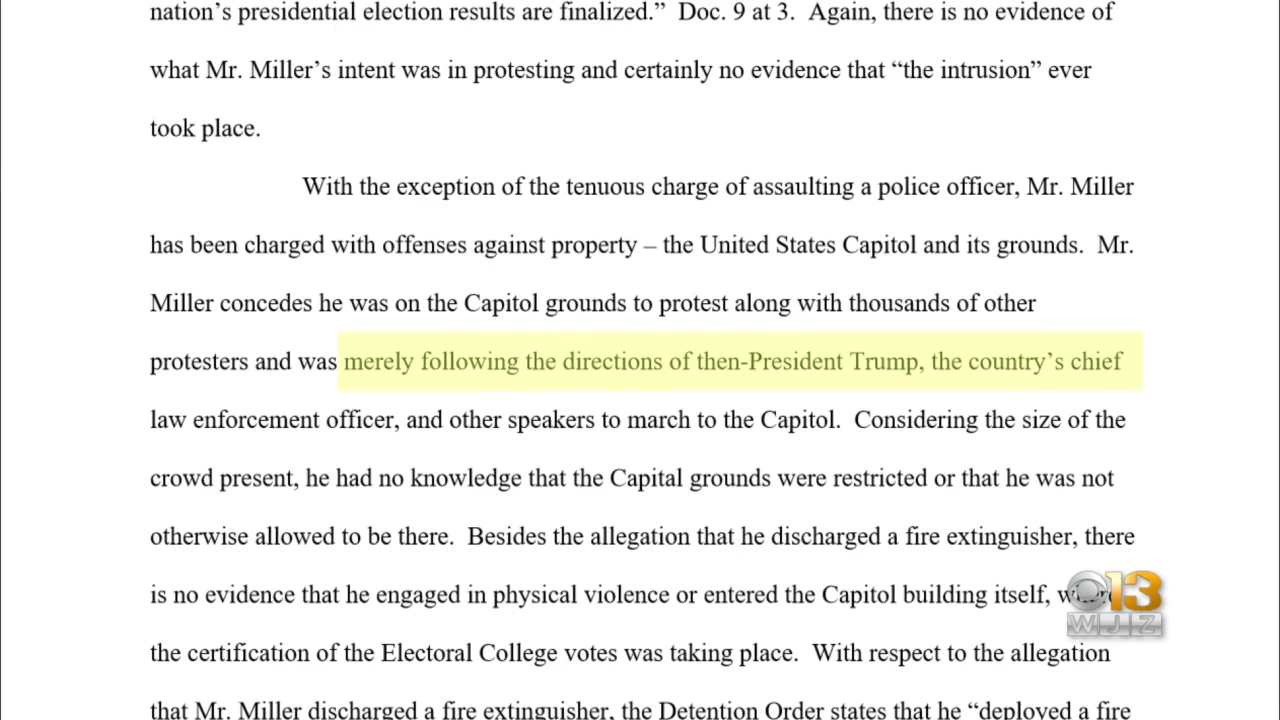 nation’s presidential election results are finalized.” Doc. 9 at 3. Again, there is no evidence of
what Mr. Miller’s intent was in protesting and certainly no evidence that “the intrusion” ever
took place.
With the exception of the tenuous charge of assaulting a police officer, Mr. Miller
has been charged with offenses against property – the United States Capitol and its grounds. Mr.
Miller concedes he was on the Capitol grounds to protest along with thousands of other
protesters and was merely following the directions of then-President Trump, the country’s chief
law enforcement officer, and other speakers to march to the Capitol. Considering the size of the
crowd present, he had no knowledge that the Capital grounds were restricted or that he was not
otherwise allowed to be there. Besides the allegation that he discharged a fire extinguisher, there
is no evidence that he engaged in physical violence or entered the Capitol building itself,
the certification of the Electoral College votes was taking place. With respect to the allegation
that Mr. Miller discharged a fire extinguisher, the Detention Order states that he “deployed a fire
13
WJZ